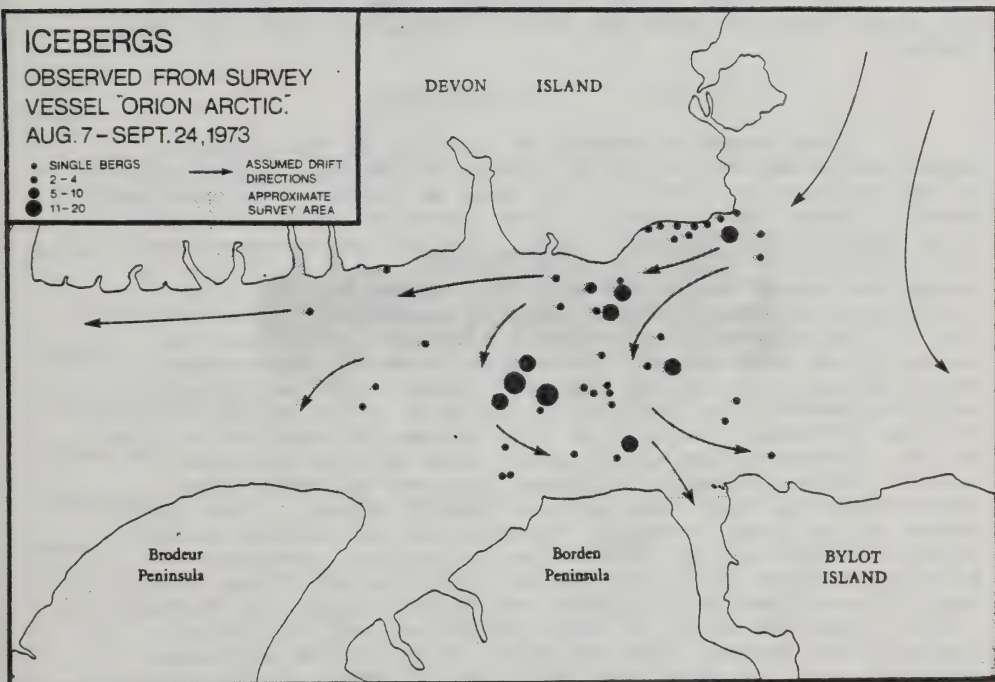 ICEBERGS
OBSERVED FROM SURVEY
VESSEL "ORION ARCTIC."
AUG. 7 - SEPT. 24, 1973
SINGLE BERGS
2 - 4
5 - 10
11 - 20
ASSUMED DRIFT
DIRECTIONS
APPROXIMATE
SURVEY AREA
DEVON ISLAND
Brodeur
Peninsula
Borden
Peninsula
BYLOT
ISLAND